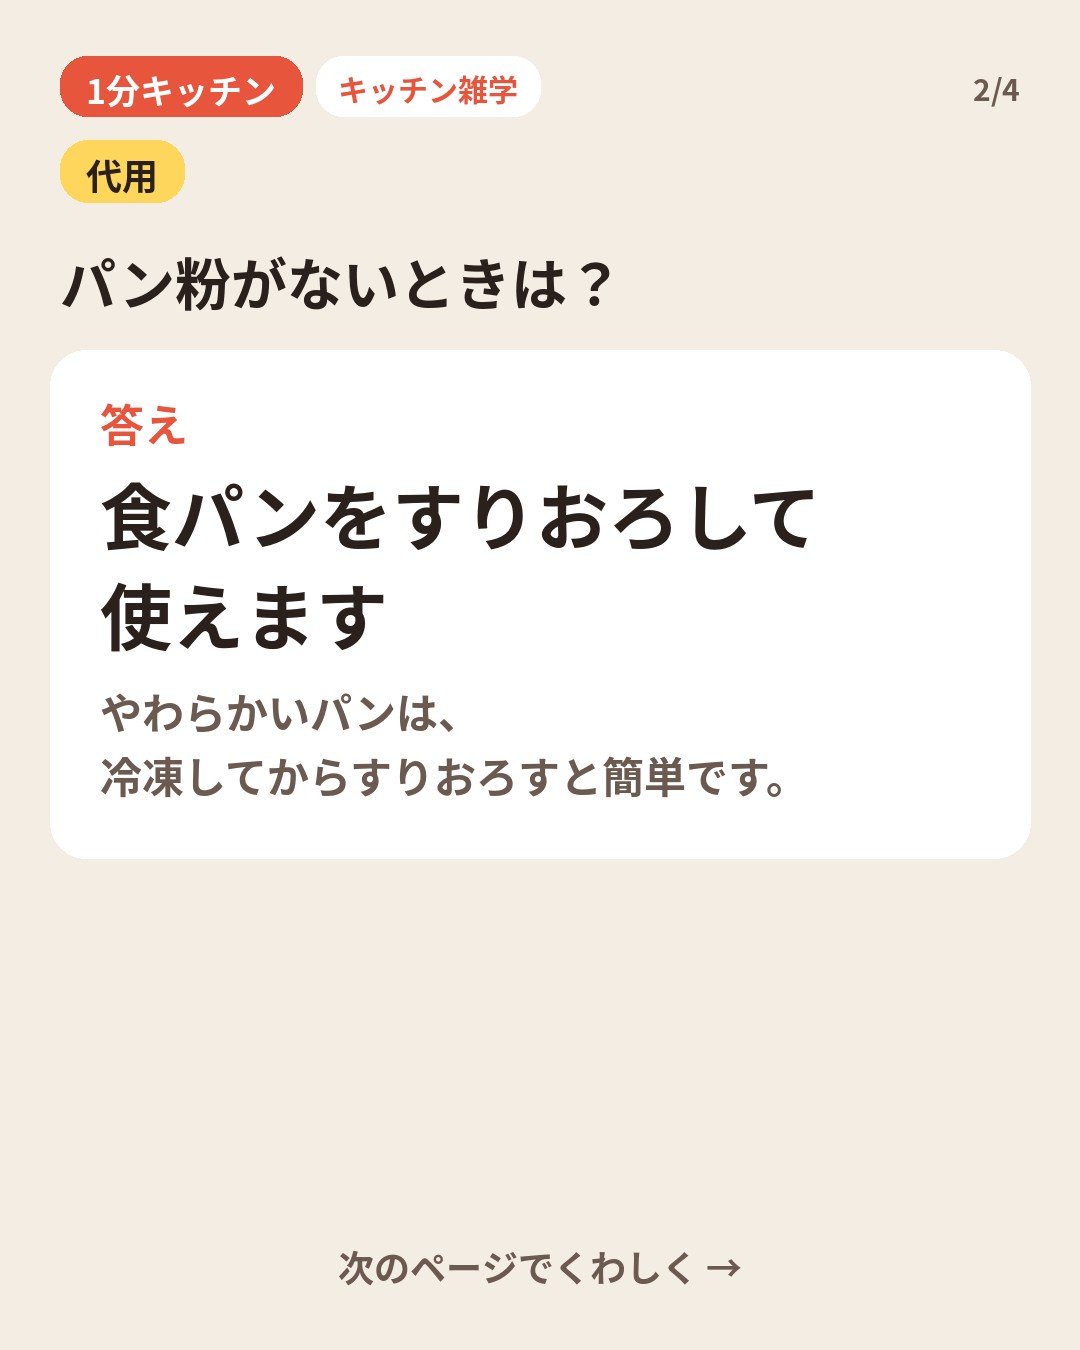 1分キッチン
キッチン雑学
2/4
代用
パン粉がないときは？
答え
食パンをすりおろして
使えます
やわらかいパンは、
冷凍してからすりおろすと簡単です。
次のページでくわしく →